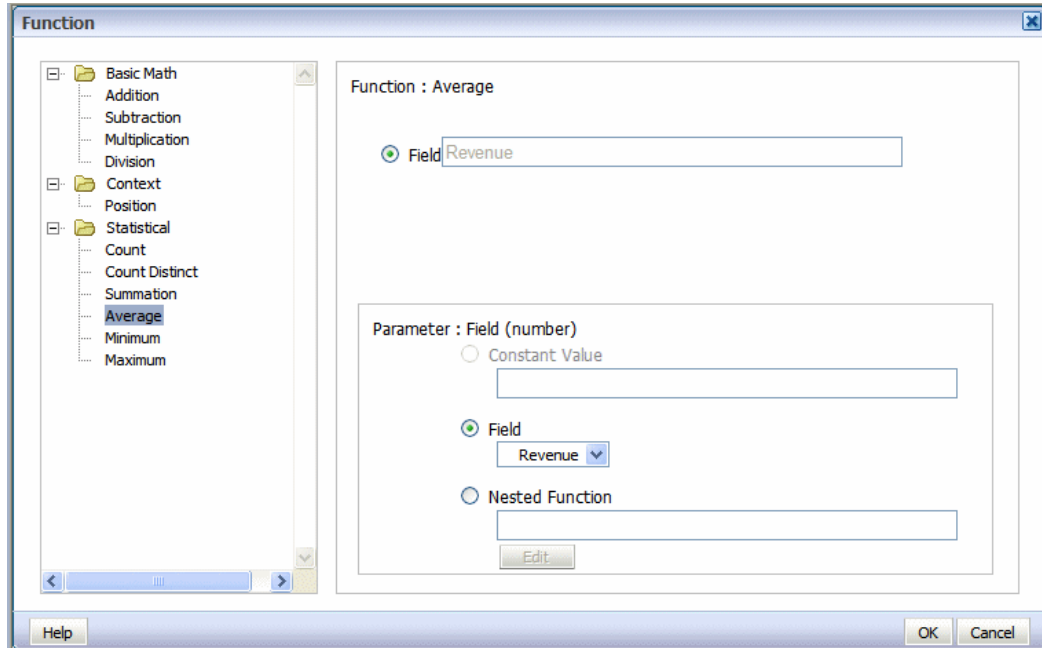 Function
Basic Math
Addition
Subtraction
Multiplication
Division
Context
Position
Statistical
Count
Count Distinct
Summation
Average
Minimum
Maximum
Function : Average
Field Revenue
Parameter : Field (number)
Constant Value
Field
Revenue
Nested Function
Edit
Help
OK Cancel